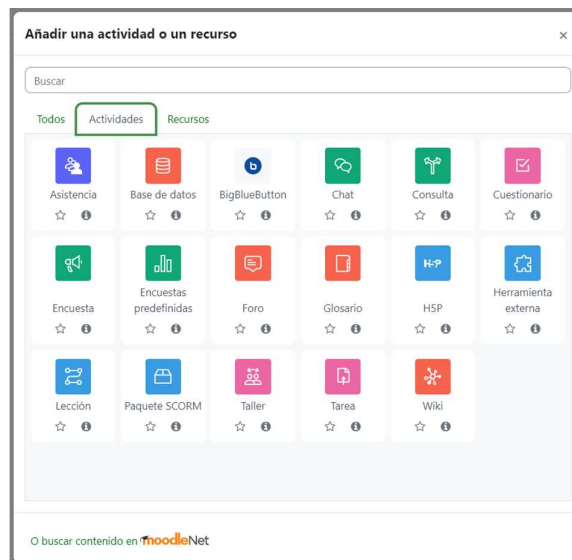 Añadir una actividad o un recurso
×
Buscar
Todos Actividades Recursos
Asistencia Base de datos BigBlueButton Chat Consulta Cuestionario
Encuesta Encuestas predefinidas Foro Glosario H5P Herramienta externa
Lección Paquete SCORM Taller Tarea Wiki
O buscar contenido en moodleNet